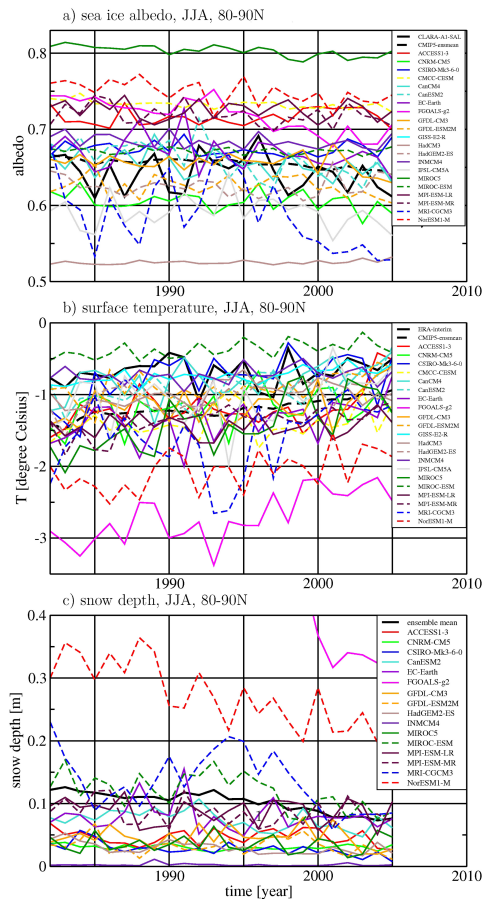 a) sea ice albedo, JJA, 80-90N
0.8
0.7
0.6
0.5
albedo
1990
2000
2010
CLARA-A1-SAL
CMIP5-ensmean
ACCESS1-3
CNRM-CM5
CSIRO-Mk3-6-0
CMCC-CESM
CanCM4
CanESM2
EC-Earth
FGOALS-g2
GFDL-CM3
GFDL-ESM2M
GISS-E2-R
HadCM3
HadGEM2-ES
INMCM4
IPSL-CM5A
MIROC5
MIROC-ESM
MPI-ESM-LR
MPI-ESM-MR
MRI-CGCM3
NorESM1-M
b) surface temperature, JJA, 80-90N
0
-1
-2
-3
T [degree Celsius]
1990
2000
2010
ERA-interim
CMIP5-ensmean
ACCESS1-3
CNRM-CM5
CSIRO-Mk3-6-0
CMCC-CESM
CanCM4
CanESM2
EC-Earth
FGOALS-g2
GFDL-CM3
GFDL-ESM2M
GISS-E2-R
HadCM3
HadGEM2-ES
INMCM4
IPSL-CM5A
MIROC5
MIROC-ESM
MPI-ESM-LR
MPI-ESM-MR
MRI-CGCM3
NorESM1-M
c) snow depth, JJA, 80-90N
0.4
0.3
0.2
0.1
0
snow depth [m]
1990
2000
2010
time [year]
ensemble mean
ACCESS1-3
CNRM-CM5
CSIRO-Mk3-6-0
CanESM2
EC-Earth
FGOALS-g2
GFDL-CM3
GFDL-ESM2M
HadGEM2-ES
INMCM4
MIROC5
MIROC-ESM
MPI-ESM-LR
MPI-ESM-MR
MRI-CGCM3
NorESM1-M